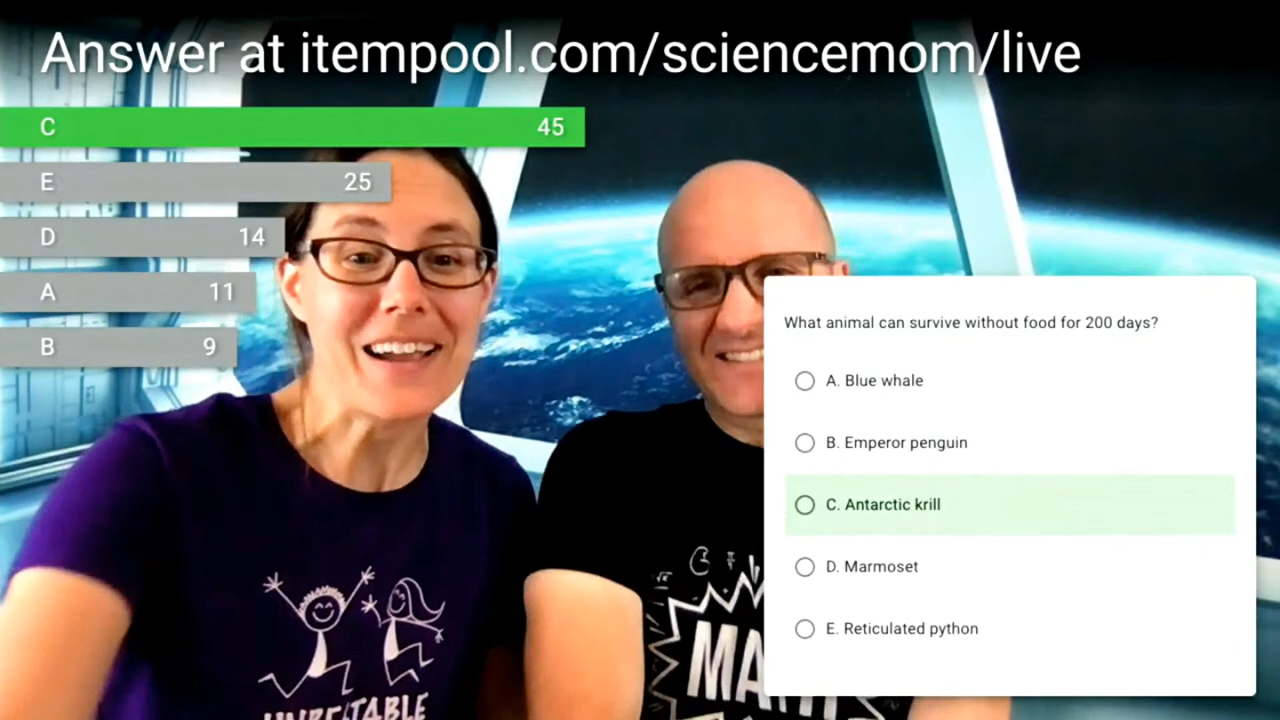 Answer at itempool.com/sciencemom/live
C 45
E 25
D 14
A 11
B 9
What animal can survive without food for 200 days?
A. Blue whale
B. Emperor penguin
C. Antarctic krill
D. Marmoset
E. Reticulated python